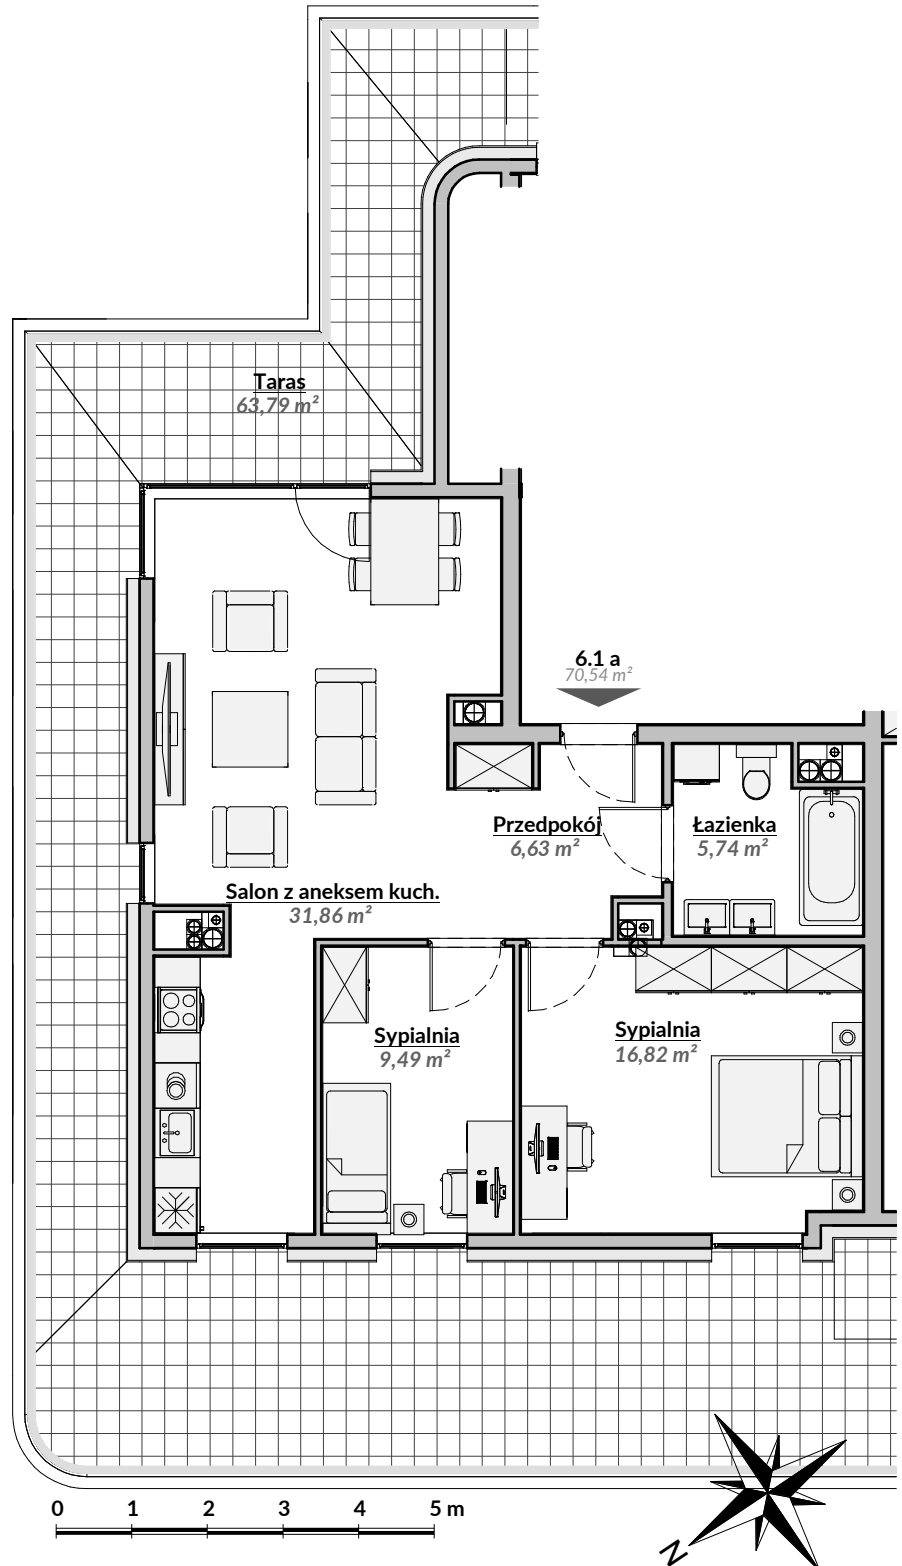 Taras
63,79 m²
6.1 a
70,54 m²
Przedpokój
6,63 m²
Łazienka
5,74 m²
Salon z aneksem kuch.
31,86 m²
Sypialnia
9,49 m²
Sypialnia
16,82 m²
0 1 2 3 4 5 m
N